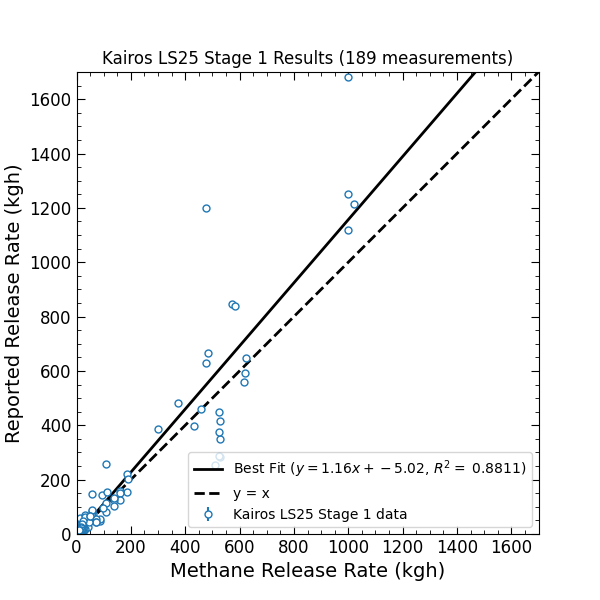 Kairos LS25 Stage 1 Results (189 measurements)
Reported Release Rate (kgh)
1600
1400
1200
1000
800
600
400
200
0
Best Fit (y = 1.16x + −5.02, R² = 0.8811)
y = x
Kairos LS25 Stage 1 data
0 200 400 600 800 1000 1200 1400 1600
Methane Release Rate (kgh)